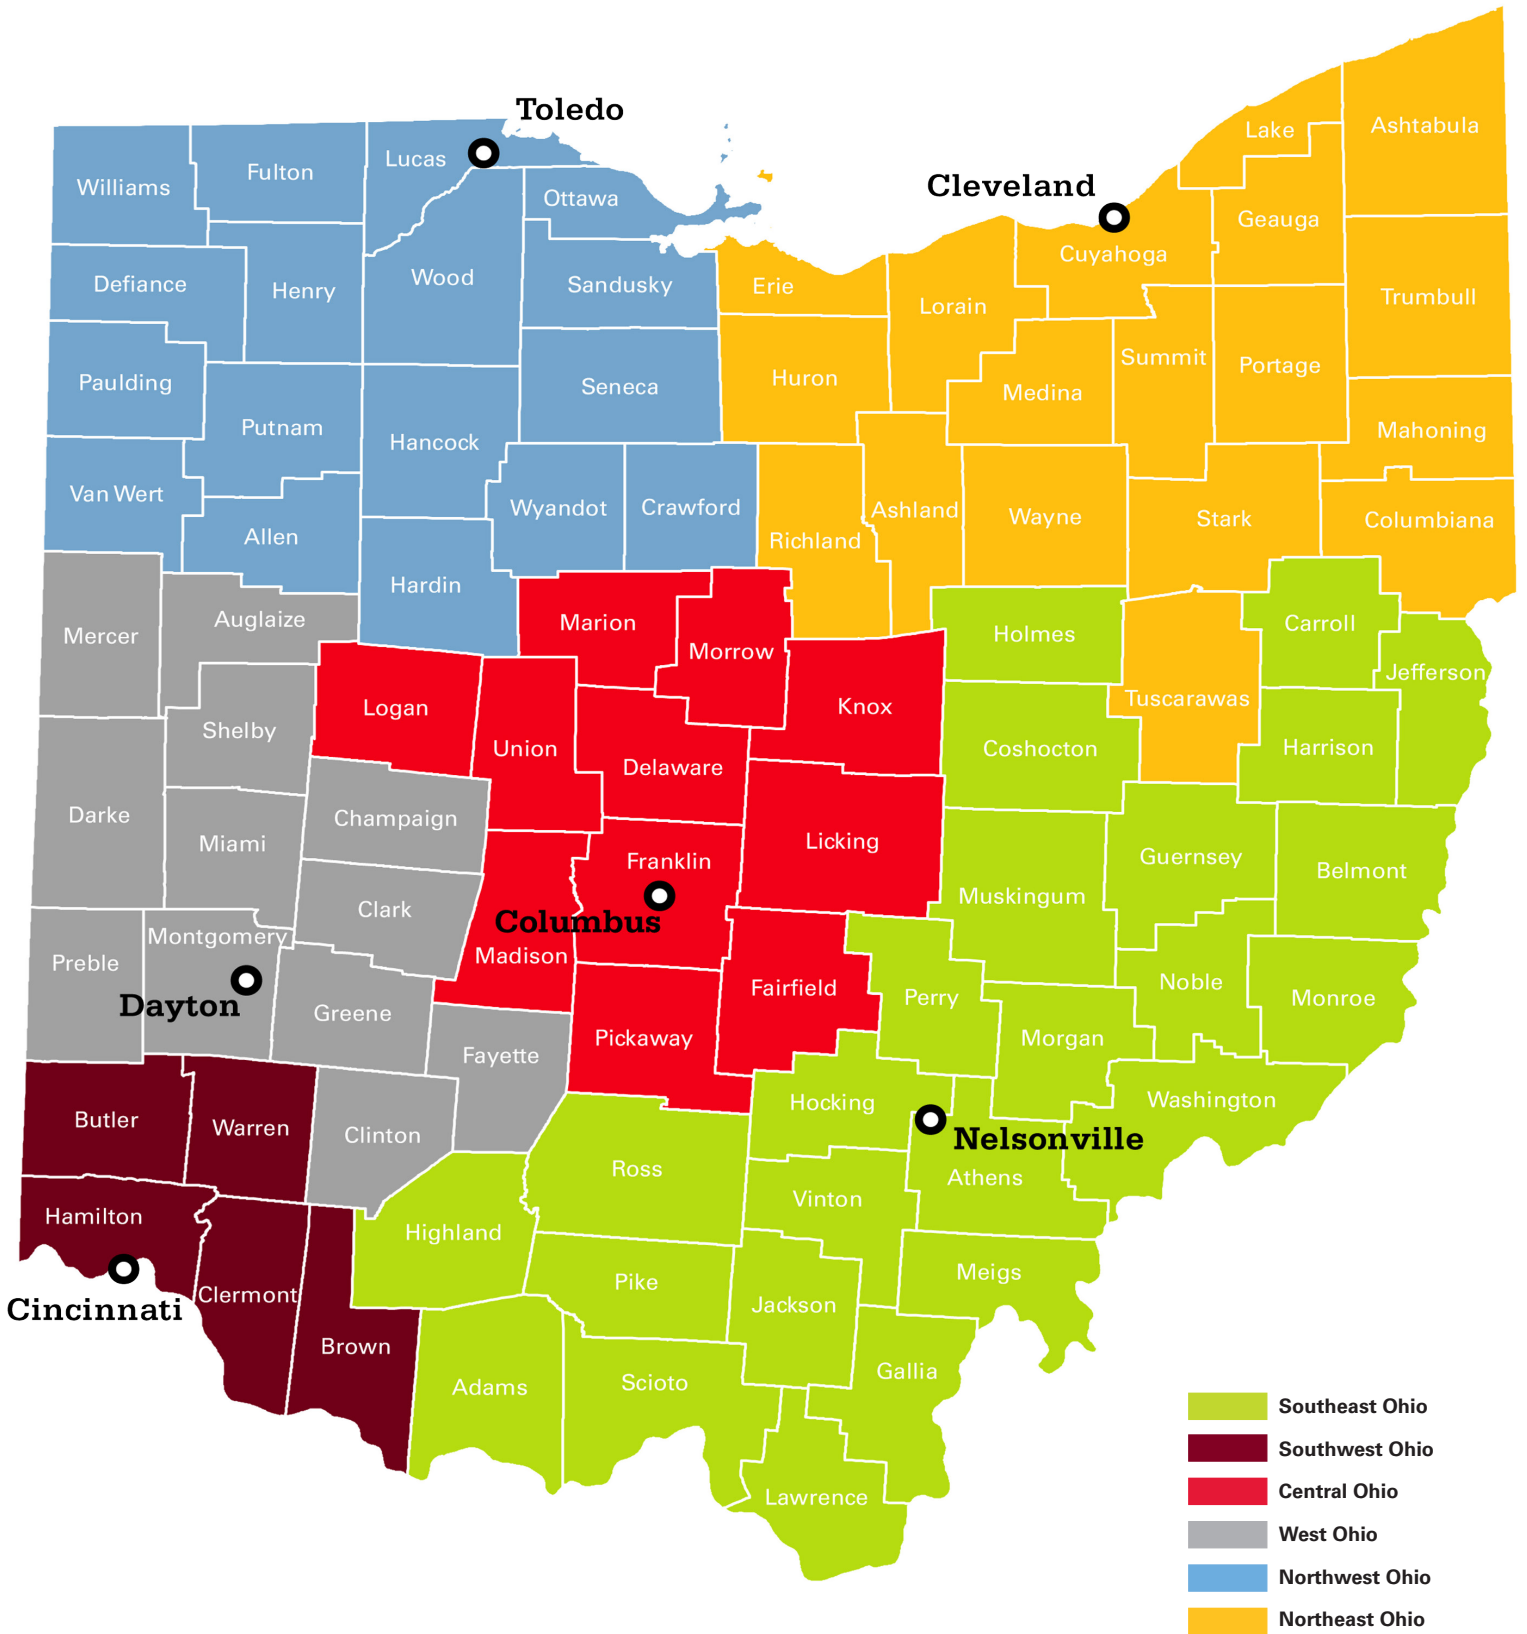 Toledo
Ashtabula
Lake
Lucas
Fulton
Cleveland
Williams
Ottawa
Geauga
Cuyahoga
Wood
Defiance
Sandusky
Erie
Henry
Trumbull
Lorain
Summit
Portage
Huron
Paulding
Seneca
Medina
Putnam
Mahoning
Hancock
Van Wert
Wyandot
Crawford
Ashland
Wayne
Stark
Columbiana
Allen
Richland
Hardin
Auglaize
Marion
Carroll
Holmes
Mercer
Morrow
Jefferson
Tuscarawas
Logan
Knox
Shelby
Union
Coshocton
Harrison
Delaware
Darke
Champaign
Miami
Licking
Guernsey
Franklin
Belmont
Muskingum
Clark
Columbus
Montgomery
Madison
Preble
Noble
Fairfield
Perry
Monroe
Dayton
Greene
Pickaway
Morgan
Fayette
Washington
Hocking
Butler
Warren
Clinton
Nelsonville
Ross
Athens
Vinton
Hamilton
Highland
Meigs
Pike
Clermont
Jackson
Cincinnati
Brown
Gallia
Scioto
Adams
Southeast Ohio
Southwest Ohio
Central Ohio
Lawrence
West Ohio
Northwest Ohio
Northeast Ohio